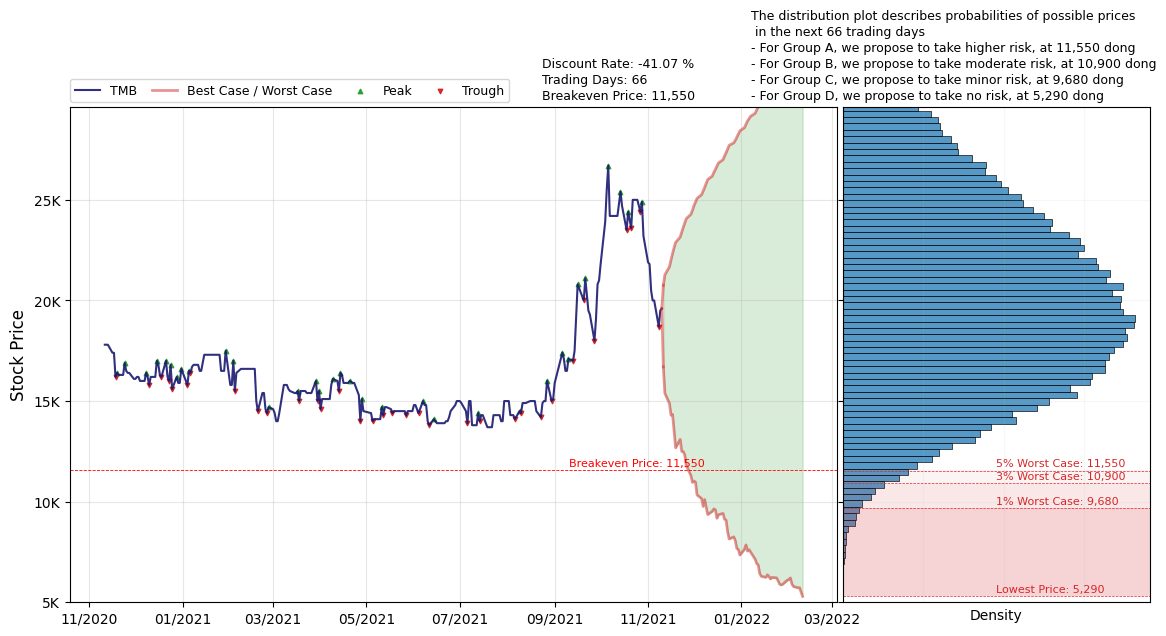 The distribution plot describes probabilities of possible prices
in the next 66 trading days
- For Group A, we propose to take higher risk, at 11,550 dong
- For Group B, we propose to take moderate risk, at 10,900 dong
- For Group C, we propose to take minor risk, at 9,680 dong
- For Group D, we propose to take no risk, at 5,290 dong
Discount Rate: -41.07 %
Trading Days: 66
Breakeven Price: 11,550
TMB Best Case / Worst Case Peak Trough
Stock Price
25K
20K
15K
10K
5K
Breakeven Price: 11,550
5% Worst Case: 11,550
3% Worst Case: 10,900
1% Worst Case: 9,680
Lowest Price: 5,290
11/2020 01/2021 03/2021 05/2021 07/2021 09/2021 11/2021 01/2022 03/2022
Density